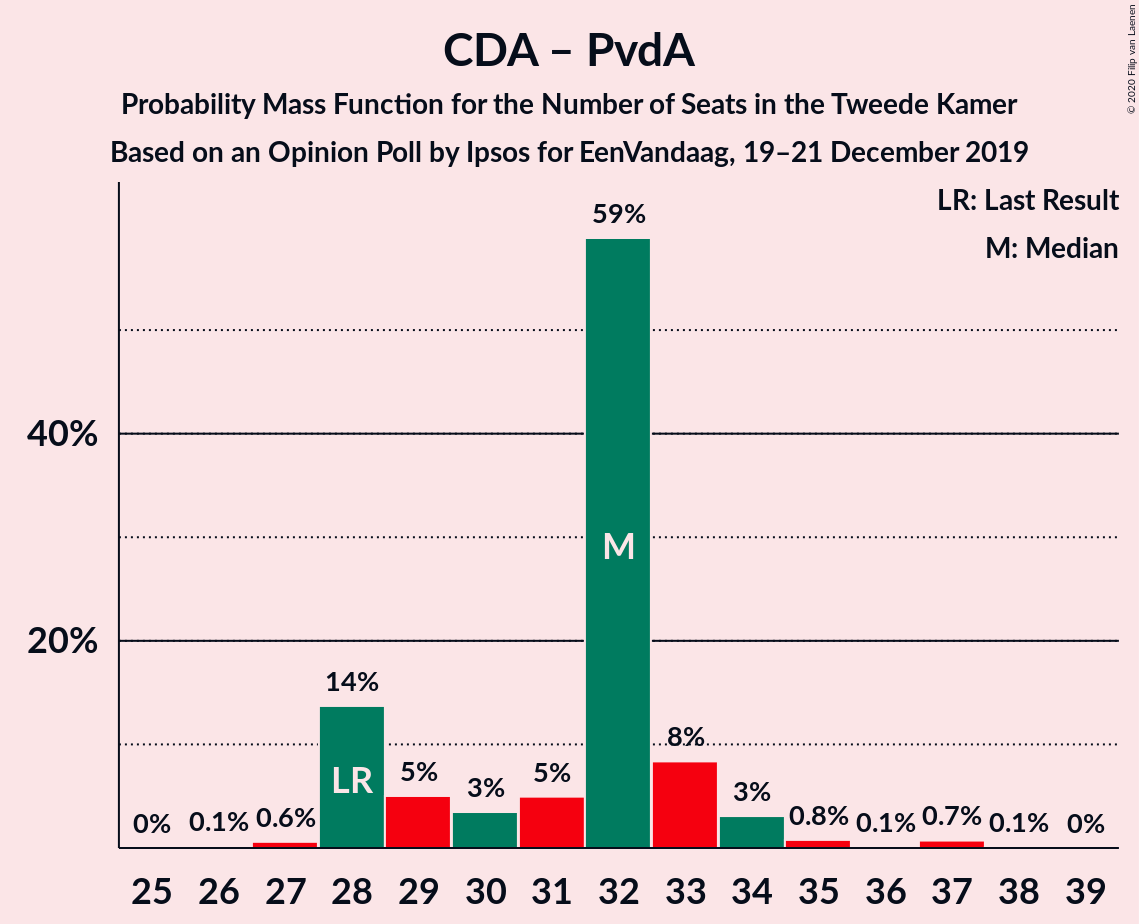 CDA – PvdA
Probability Mass Function for the Number of Seats in the Tweede Kamer
Based on an Opinion Poll by Ipsos for EenVandaag, 19–21 December 2019
© 2020 Filip van Laenen
LR: Last Result
M: Median
59%
40%
M
20%
14%
8%
LR
5%
3%
5%
3%
0%
0.1%
0.6%
0.8%
0.1%
0.7%
0.1%
0%
25 26 27 28 29 30 31 32 33 34 35 36 37 38 39